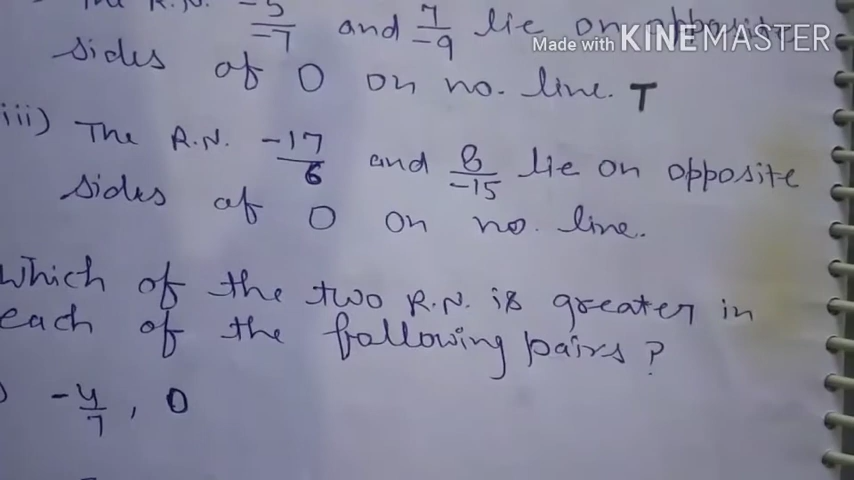 The R.N. -5/-7 and 7/-9 lie on opposite
Made with KINEMASTER
sides of 0 on no. line. T
iii) The R.N. -17/6 and 8/-15 lie on opposite
sides of 0 on no. line.
Which of the two R.N. is greater in
each of the following pairs?
) -4/7, 0